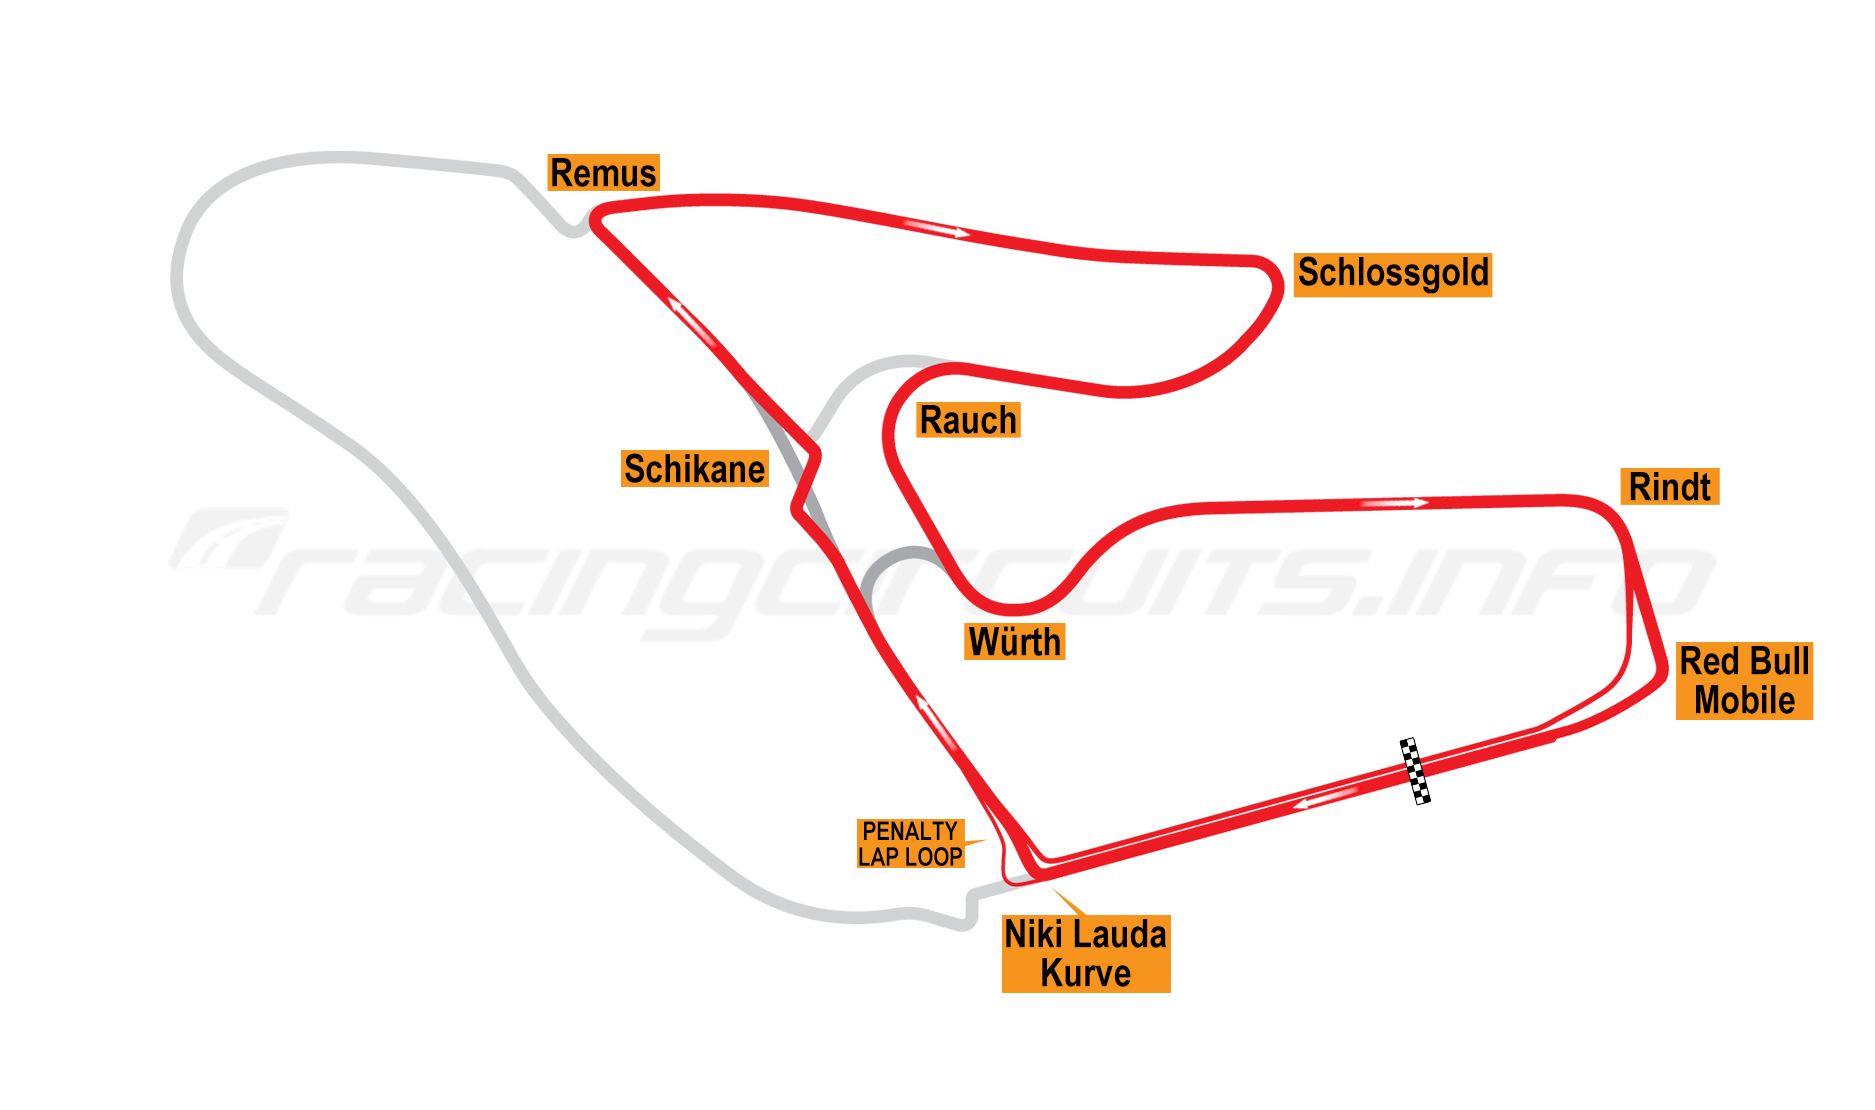 Remus
Schlossgold
Rauch
Schikane
Rindt
racingcircuits.info
Würth
Red Bull
Mobile
PENALTY
LAP LOOP
Niki Lauda
Kurve